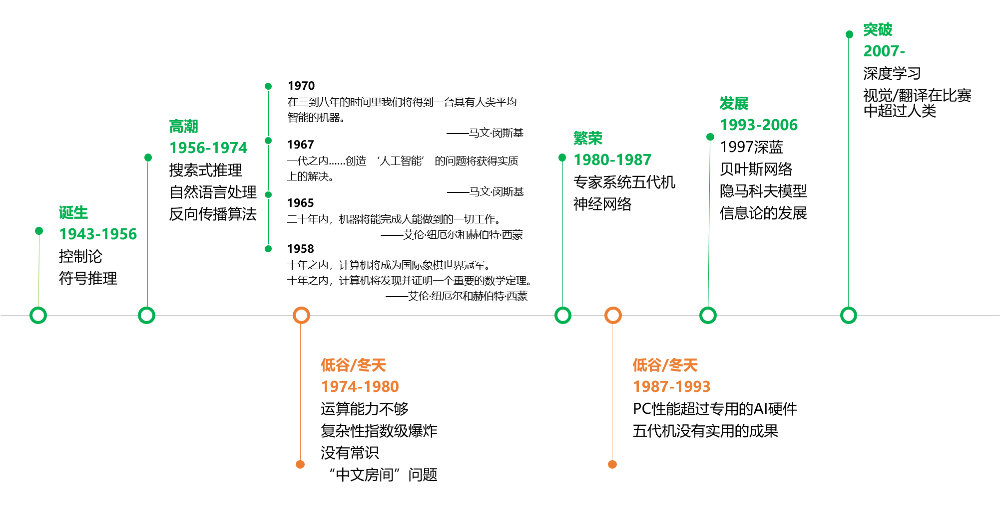 诞生
1943-1956
控制论
符号推理
高潮
1956-1974
搜索式推理
自然语言处理
反向传播算法
1970
在三到八年的时间里我们将得到一台具有人类平均
智能的机器。
——马文·闵斯基
1967
一代之内……创造 ‘人工智能’ 的问题将获得实质
上的解决。
——马文·闵斯基
1965
二十年内，机器将能完成人能做到的一切工作。
——艾伦·纽厄尔和赫伯特·西蒙
1958
十年之内，计算机将成为国际象棋世界冠军。
十年之内，计算机将发现并证明一个重要的数学定理。
——艾伦·纽厄尔和赫伯特·西蒙
低谷/冬天
1974-1980
运算能力不够
复杂性指数级爆炸
没有常识
“中文房间”问题
繁荣
1980-1987
专家系统五代机
神经网络
低谷/冬天
1987-1993
PC性能超过专用的AI硬件
五代机没有实用的成果
发展
1993-2006
1997深蓝
贝叶斯网络
隐马科夫模型
信息论的发展
突破
2007-
深度学习
视觉/翻译在比赛
中超过人类